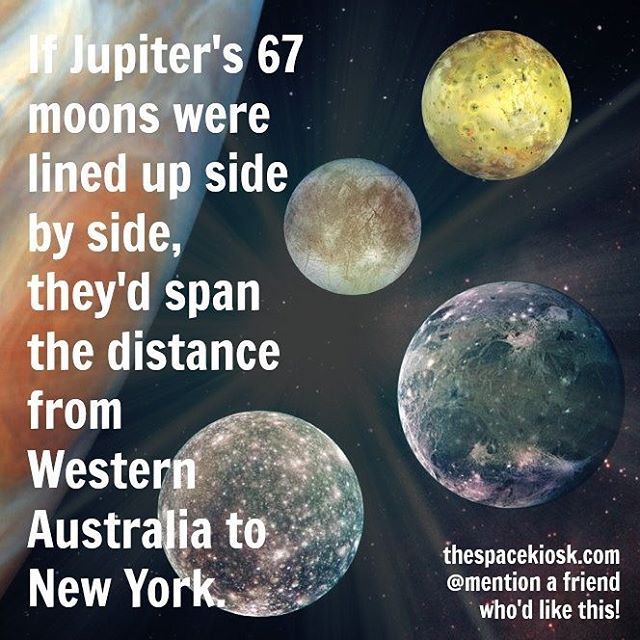 If Jupiter's 67
moons were
lined up side
by side,
they'd span
the distance
from
Western
Australia to
New York.
thespacekiosk.com
@mention a friend
who'd like this!